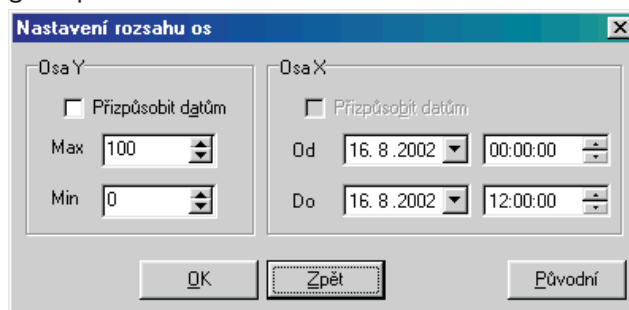 Nastavení rozsahu os
Osa Y
Přizpůsobit datům
Max 100
Min 0
Osa X
Přizpůsobit datům
Od 16. 8 .2002 00:00:00
Do 16. 8 .2002 12:00:00
OK Zpět Původní